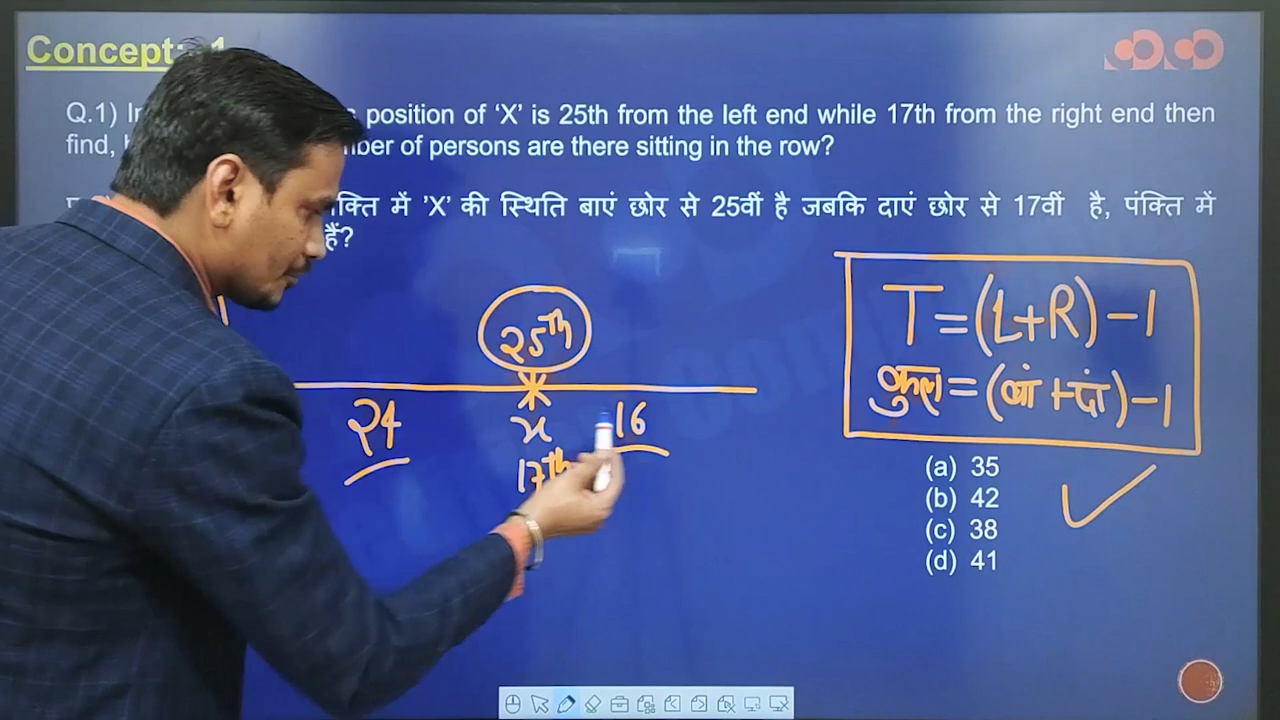 Concept:-1
Q.1) In position of 'X' is 25th from the left end while 17th from the right end then
find, number of persons are there sitting in the row?
पंक्ति में 'X' की स्थिति बाएं छोर से 25वीं है जबकि दाएं छोर से 17वीं है, पंक्ति में
हैं?
25th
24
x
16
17th
T=(L+R)-1
कुल=(बां+दां)-1
(a) 35
(b) 42
(c) 38
(d) 41